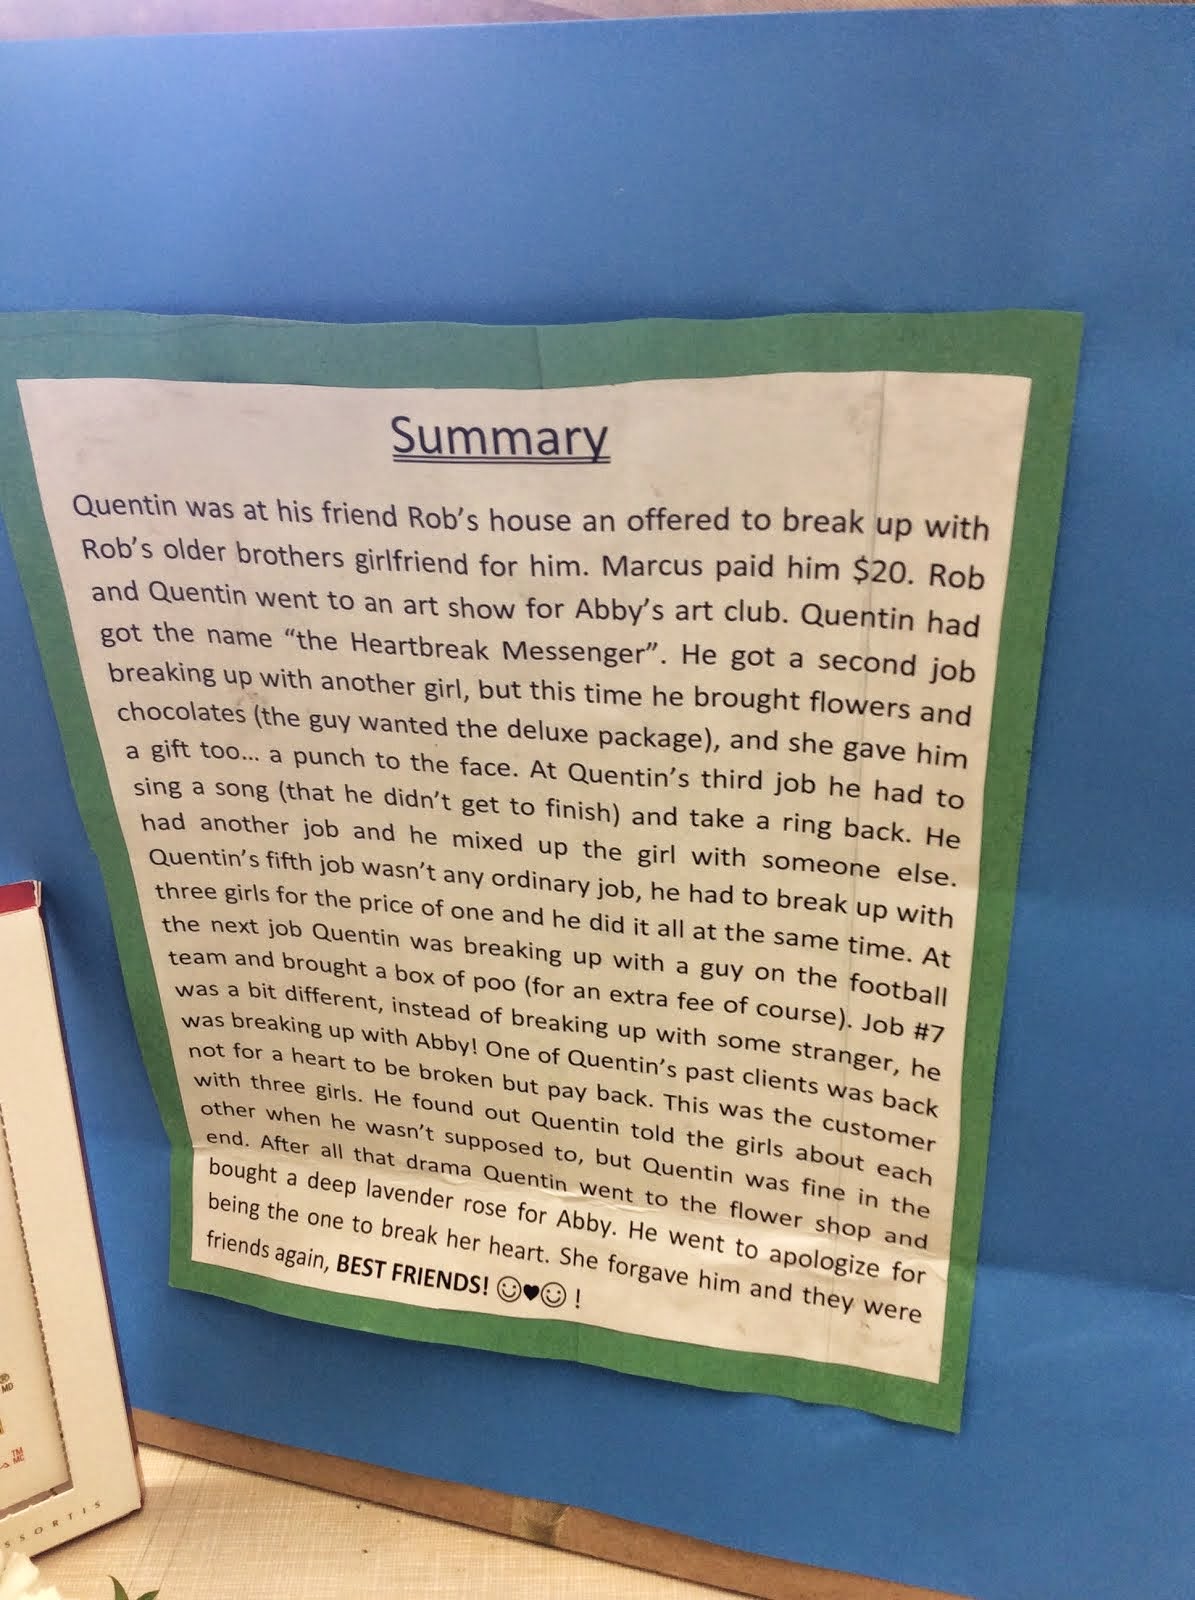 Summary
Quentin was at his friend Rob's house an offered to break up with
Rob's older brothers girlfriend for him. Marcus paid him $20. Rob
and Quentin went to an art show for Abby's art club. Quentin had
got the name “the Heartbreak Messenger”. He got a second job
breaking up with another girl, but this time he brought flowers and
chocolates (the guy wanted the deluxe package), and she gave him
a gift too... a punch to the face. At Quentin's third job he had to
sing a song (that he didn't get to finish) and take a ring back. He
had another job and he mixed up the girl with someone else.
Quentin's fifth job wasn't any ordinary job, he had to break up with
three girls for the price of one and he did it all at the same time. At
the next job Quentin was breaking up with a guy on the football
team and brought a box of poo (for an extra fee of course). Job #7
was a bit different, instead of breaking up with some stranger, he
was breaking up with Abby! One of Quentin's past clients was back
not for a heart to be broken but pay back. This was the customer
with three girls. He found out Quentin told the girls about each
other when he wasn't supposed to, but Quentin was fine in the
end. After all that drama Quentin went to the flower shop and
bought a deep lavender rose for Abby. He went to apologize for
being the one to break her heart. She forgave him and they were
friends again, BEST FRIENDS! ☺♥☺ !
MD
TM
MC
SSORTIS